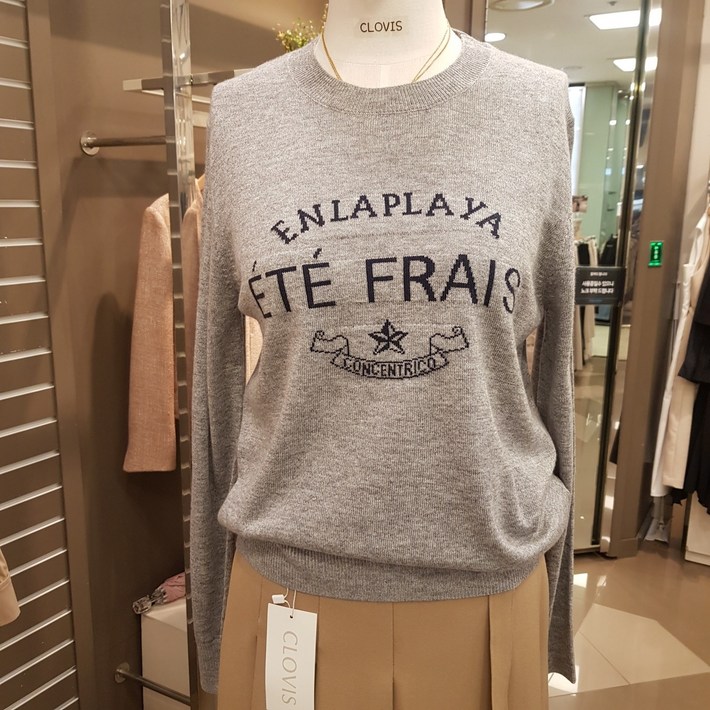 CLOVIS
ENLAPLAYA
ÉTÉ FRAIS
CONCENTRICO
CLOVIS